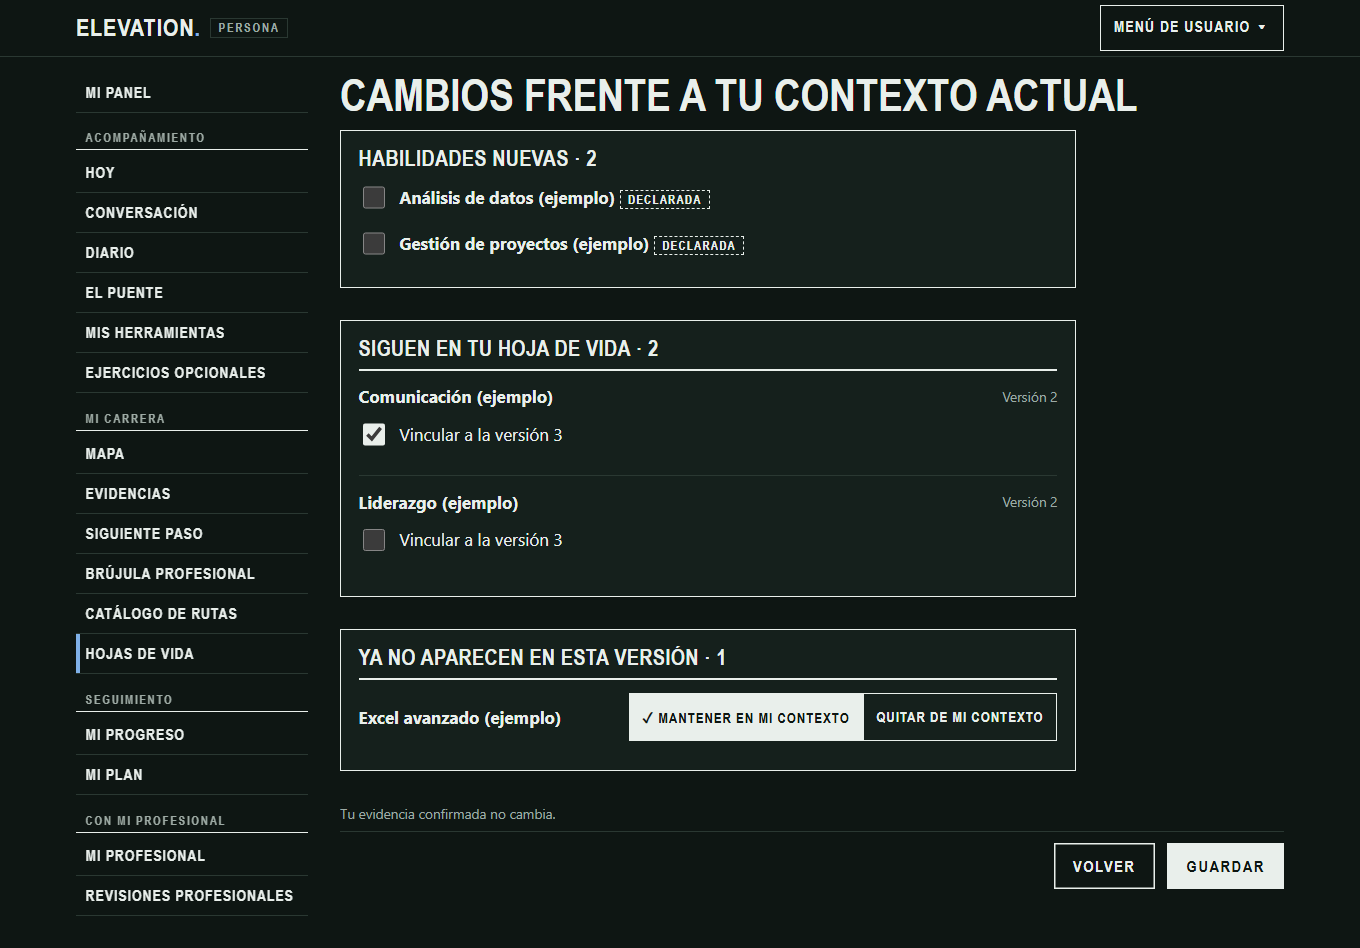 ELEVATION. PERSONA
MENÚ DE USUARIO
MI PANEL
ACOMPAÑAMIENTO
HOY
CONVERSACIÓN
DIARIO
EL PUENTE
MIS HERRAMIENTAS
EJERCICIOS OPCIONALES
MI CARRERA
MAPA
EVIDENCIAS
SIGUIENTE PASO
BRÚJULA PROFESIONAL
CATÁLOGO DE RUTAS
HOJAS DE VIDA
SEGUIMIENTO
MI PROGRESO
MI PLAN
CON MI PROFESIONAL
MI PROFESIONAL
REVISIONES PROFESIONALES
CAMBIOS FRENTE A TU CONTEXTO ACTUAL
HABILIDADES NUEVAS · 2
Análisis de datos (ejemplo) DECLARADA
Gestión de proyectos (ejemplo) DECLARADA
SIGUEN EN TU HOJA DE VIDA · 2
Comunicación (ejemplo) Versión 2
Vincular a la versión 3
Liderazgo (ejemplo) Versión 2
Vincular a la versión 3
YA NO APARECEN EN ESTA VERSIÓN · 1
Excel avanzado (ejemplo) ✓ MANTENER EN MI CONTEXTO QUITAR DE MI CONTEXTO
Tu evidencia confirmada no cambia.
VOLVER GUARDAR